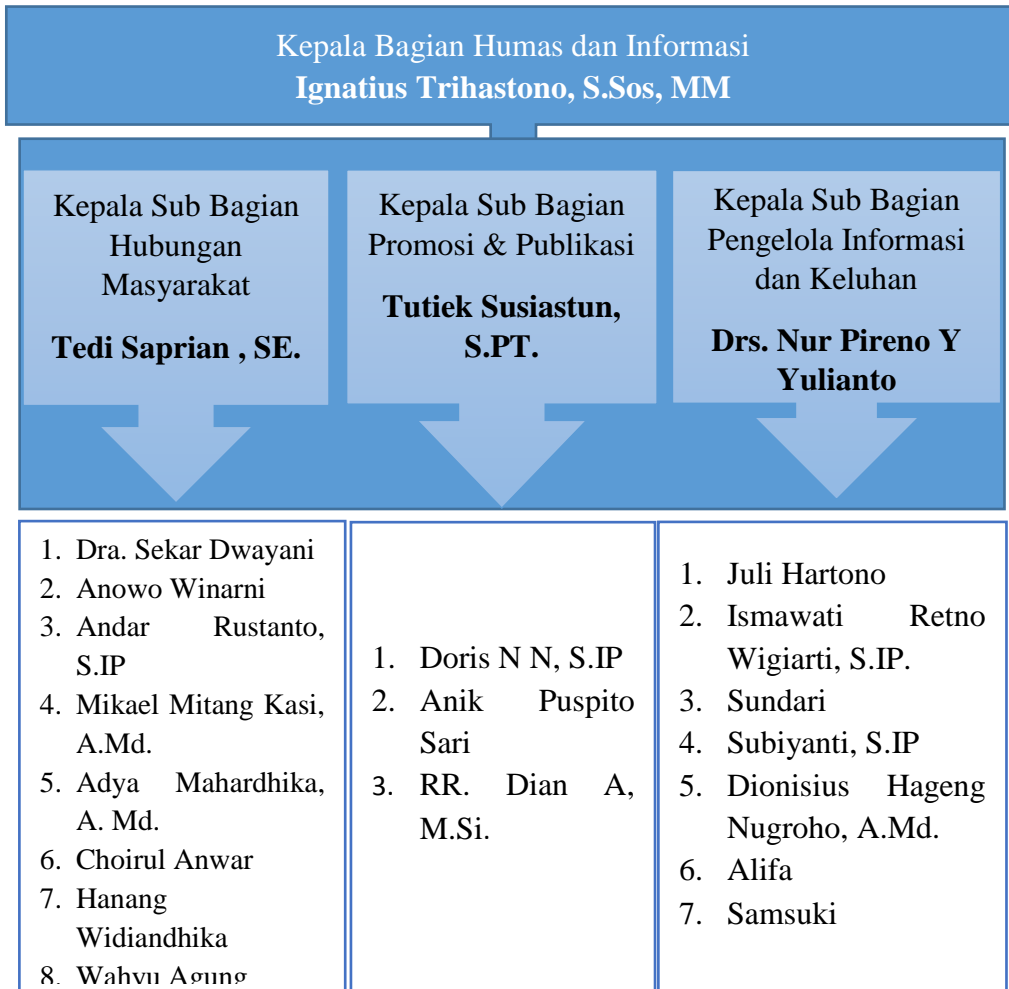 Kepala Bagian Humas dan Informasi
Ignatius Trihastono, S.Sos, MM
Kepala Sub Bagian
Hubungan
Masyarakat
Tedi Saprian , SE.
Kepala Sub Bagian
Promosi & Publikasi
Tutiek Susiastun,
S.PT.
Kepala Sub Bagian
Pengelola Informasi
dan Keluhan
Drs. Nur Pireno Y
Yulianto
1. Dra. Sekar Dwayani
2. Anowo Winarni
3. Andar Rustanto,
S.IP
4. Mikael Mitang Kasi,
A.Md.
5. Adya Mahardhika,
A. Md.
6. Choirul Anwar
7. Hanang
Widiandhika
8. Wahyu Agung
1. Doris N N, S.IP
2. Anik Puspito
Sari
3. RR. Dian A,
M.Si.
1. Juli Hartono
2. Ismawati Retno
Wigiarti, S.IP.
3. Sundari
4. Subiyanti, S.IP
5. Dionisius Hageng
Nugroho, A.Md.
6. Alifa
7. Samsuki